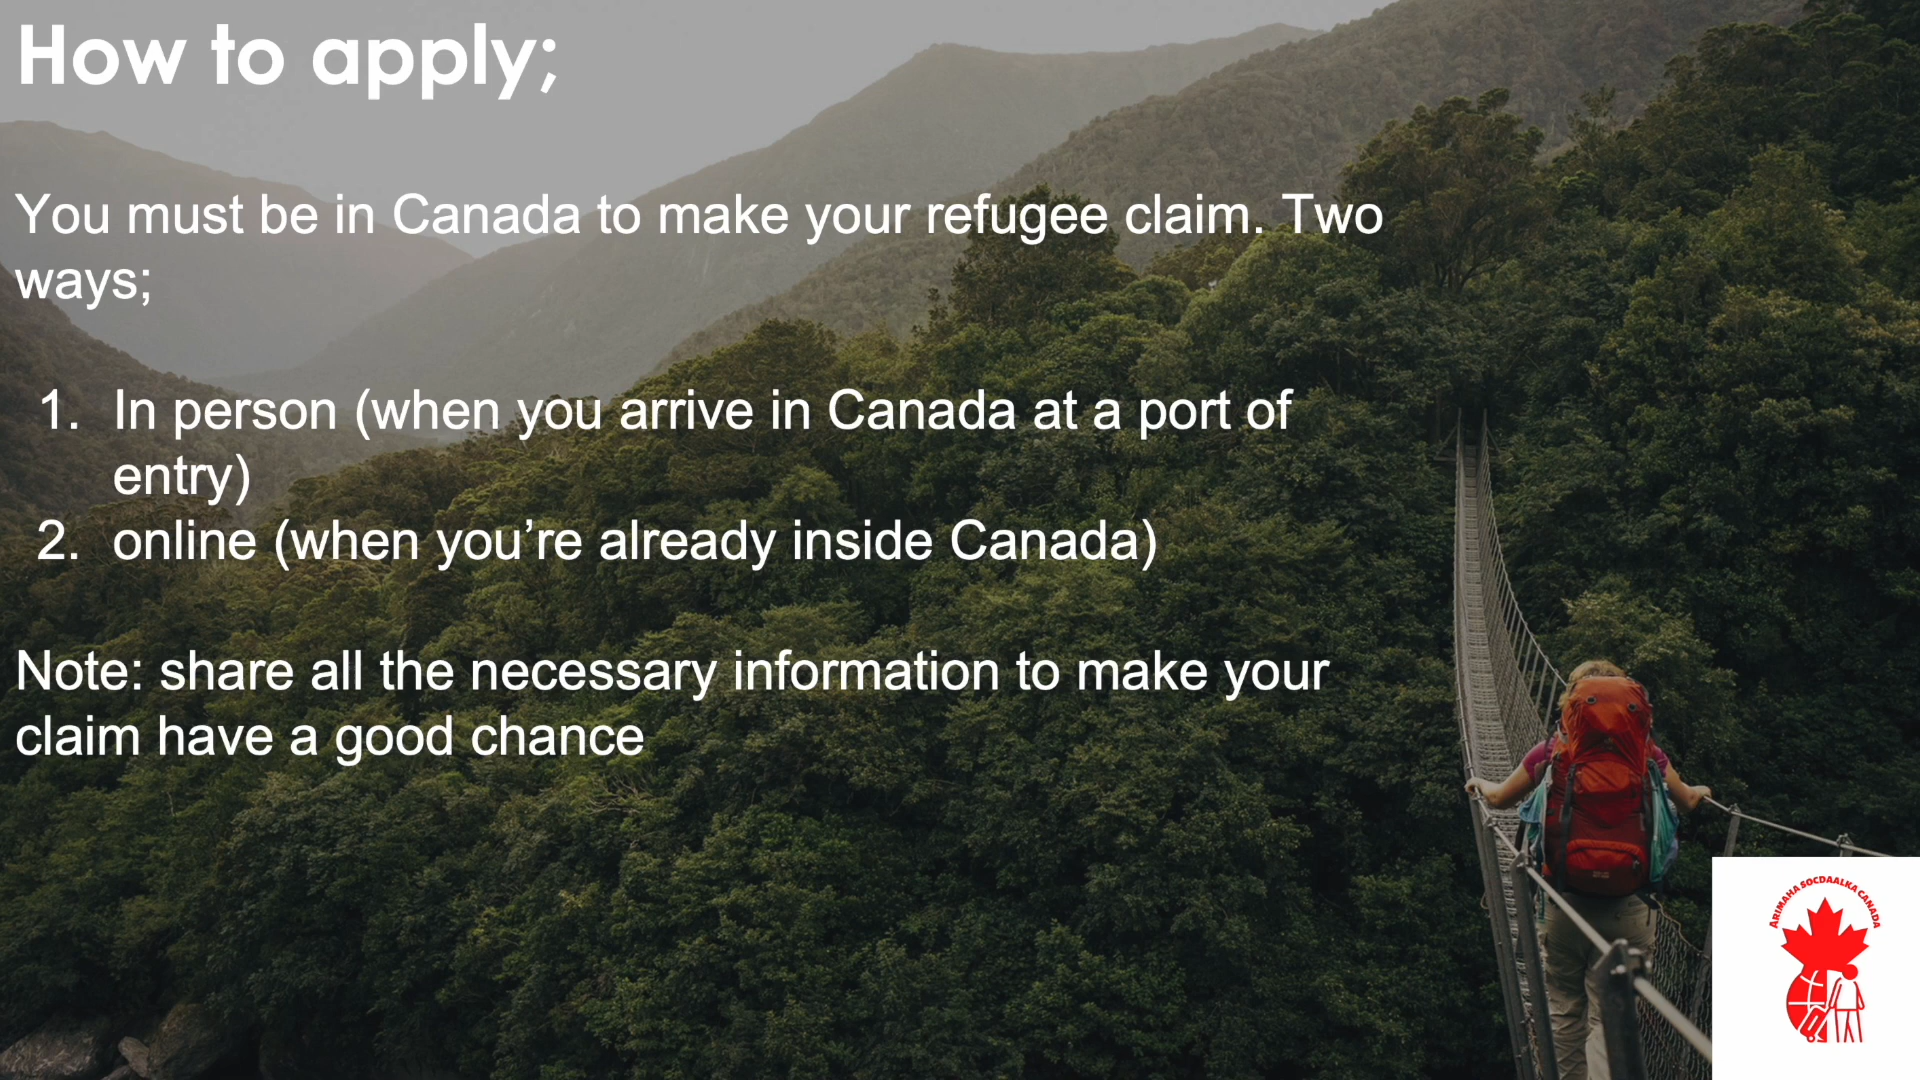 How to apply;
You must be in Canada to make your refugee claim. Two
ways;
1. In person (when you arrive in Canada at a port of
entry)
2. online (when you’re already inside Canada)
Note: share all the necessary information to make your
claim have a good chance
ARIMAHA SOCDAALKA CANADA